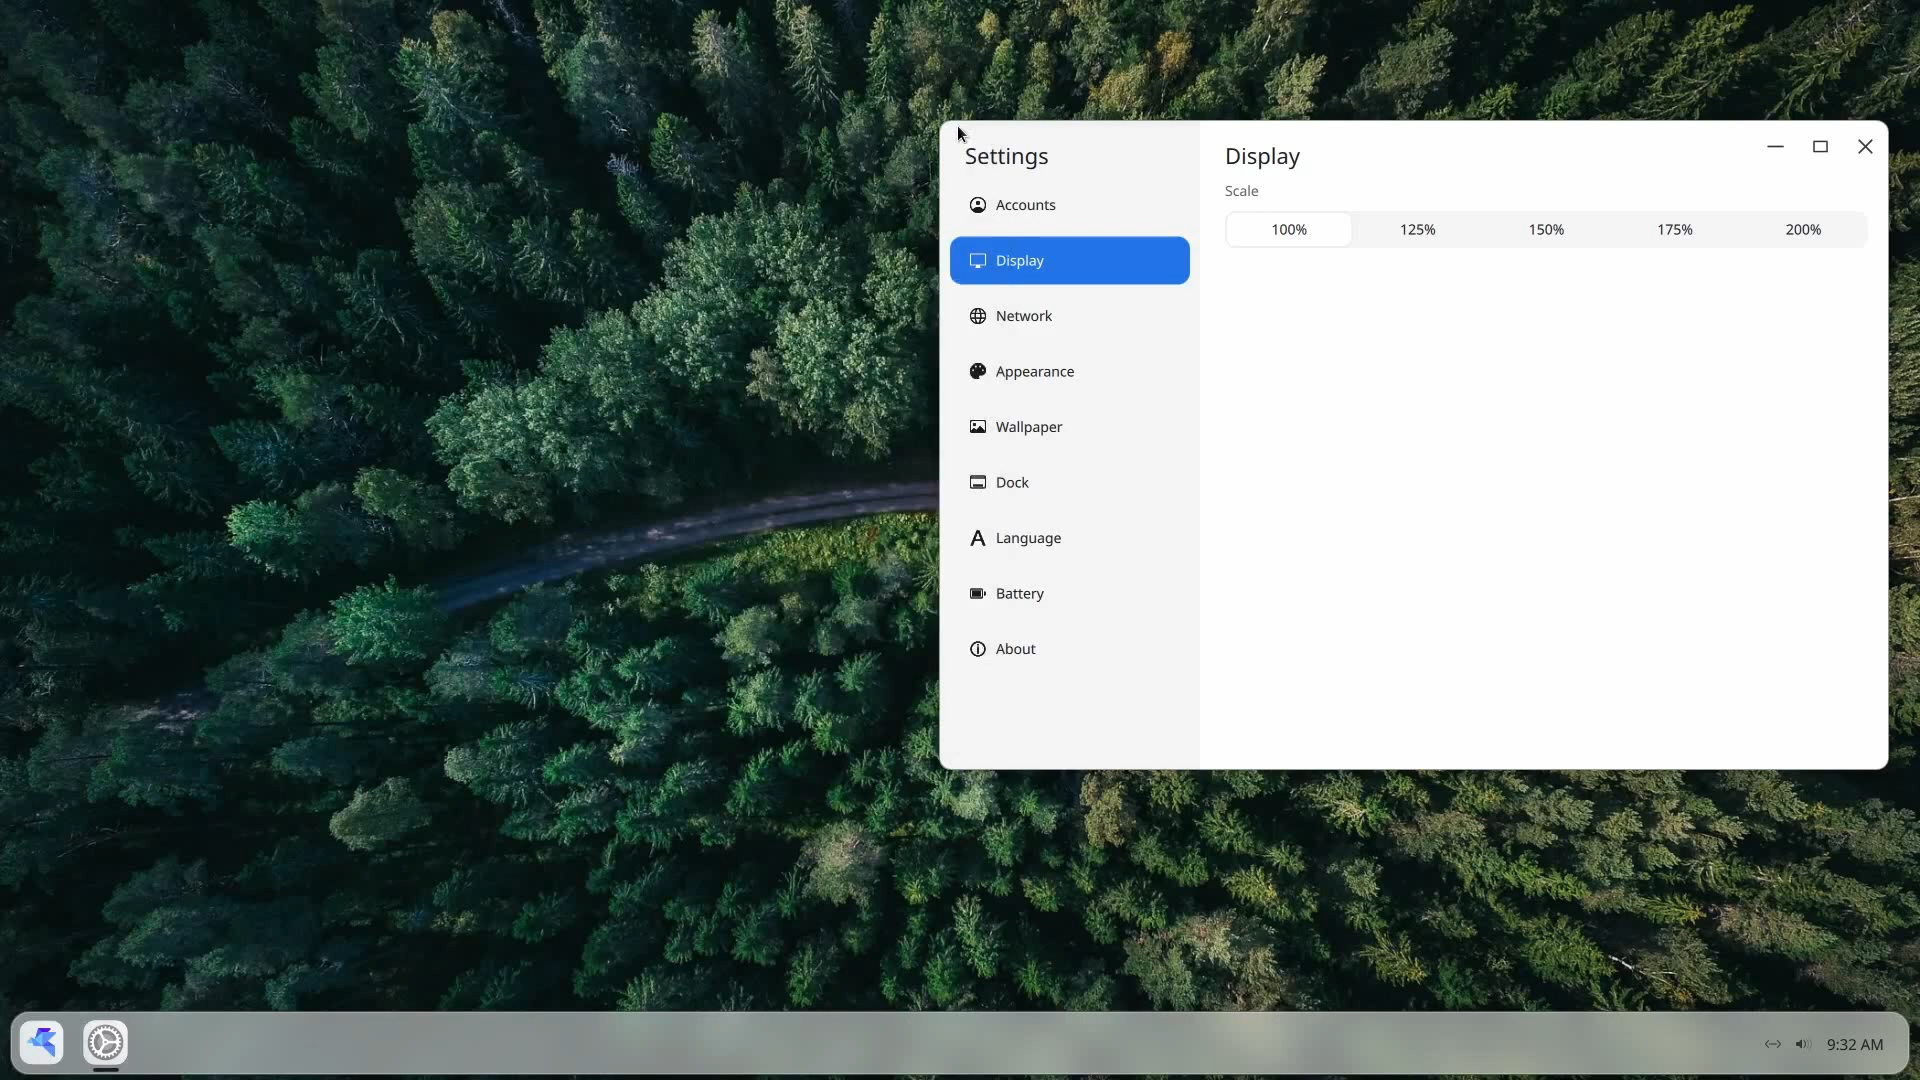 Settings
Accounts
Display
Network
Appearance
Wallpaper
Dock
Language
Battery
About
Display
Scale
100% 125% 150% 175% 200%
9:32 AM